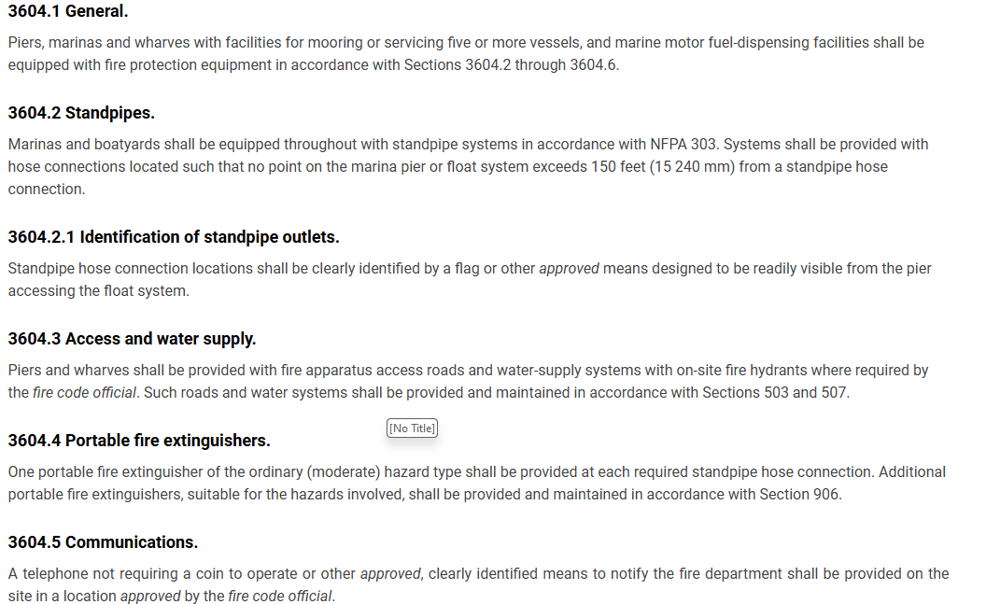 3604.1 General.
Piers, marinas and wharves with facilities for mooring or servicing five or more vessels, and marine motor fuel-dispensing facilities shall be
equipped with fire protection equipment in accordance with Sections 3604.2 through 3604.6.
3604.2 Standpipes.
Marinas and boatyards shall be equipped throughout with standpipe systems in accordance with NFPA 303. Systems shall be provided with
hose connections located such that no point on the marina pier or float system exceeds 150 feet (15 240 mm) from a standpipe hose
connection.
3604.2.1 Identification of standpipe outlets.
Standpipe hose connection locations shall be clearly identified by a flag or other approved means designed to be readily visible from the pier
accessing the float system.
3604.3 Access and water supply.
Piers and wharves shall be provided with fire apparatus access roads and water-supply systems with on-site fire hydrants where required by
the fire code official. Such roads and water systems shall be provided and maintained in accordance with Sections 503 and 507.
[No Title]
3604.4 Portable fire extinguishers.
One portable fire extinguisher of the ordinary (moderate) hazard type shall be provided at each required standpipe hose connection. Additional
portable fire extinguishers, suitable for the hazards involved, shall be provided and maintained in accordance with Section 906.
3604.5 Communications.
A telephone not requiring a coin to operate or other approved, clearly identified means to notify the fire department shall be provided on the
site in a location approved by the fire code official.